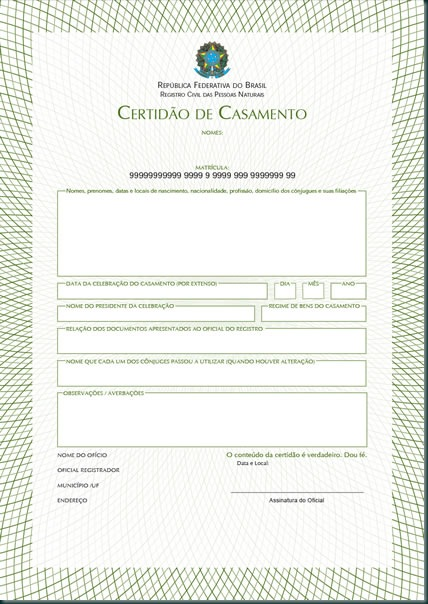 República Federativa do Brasil
Registro Civil das Pessoas Naturais
Certidão de Casamento
NOMES:
MATRÍCULA:
99999999999 9999 9 9999 999 9999999 99
Nomes, prenomes, datas e locais de nascimento, nacionalidade, profissão, domicílio dos cônjuges e suas filiações
DATA DA CELEBRAÇÃO DO CASAMENTO (POR EXTENSO) DIA MÊS ANO
NOME DO PRESIDENTE DA CELEBRAÇÃO REGIME DE BENS DO CASAMENTO
RELAÇÃO DOS DOCUMENTOS APRESENTADOS AO OFICIAL DO REGISTRO
NOME QUE CADA UM DOS CÔNJUGES PASSOU A UTILIZAR (QUANDO HOUVER ALTERAÇÃO)
OBSERVAÇÕES / AVERBAÇÕES
NOME DO OFÍCIO O conteúdo da certidão é verdadeiro. Dou fé.
Data e Local:
OFICIAL REGISTRADOR
MUNICÍPIO /UF
ENDEREÇO Assinatura do Oficial